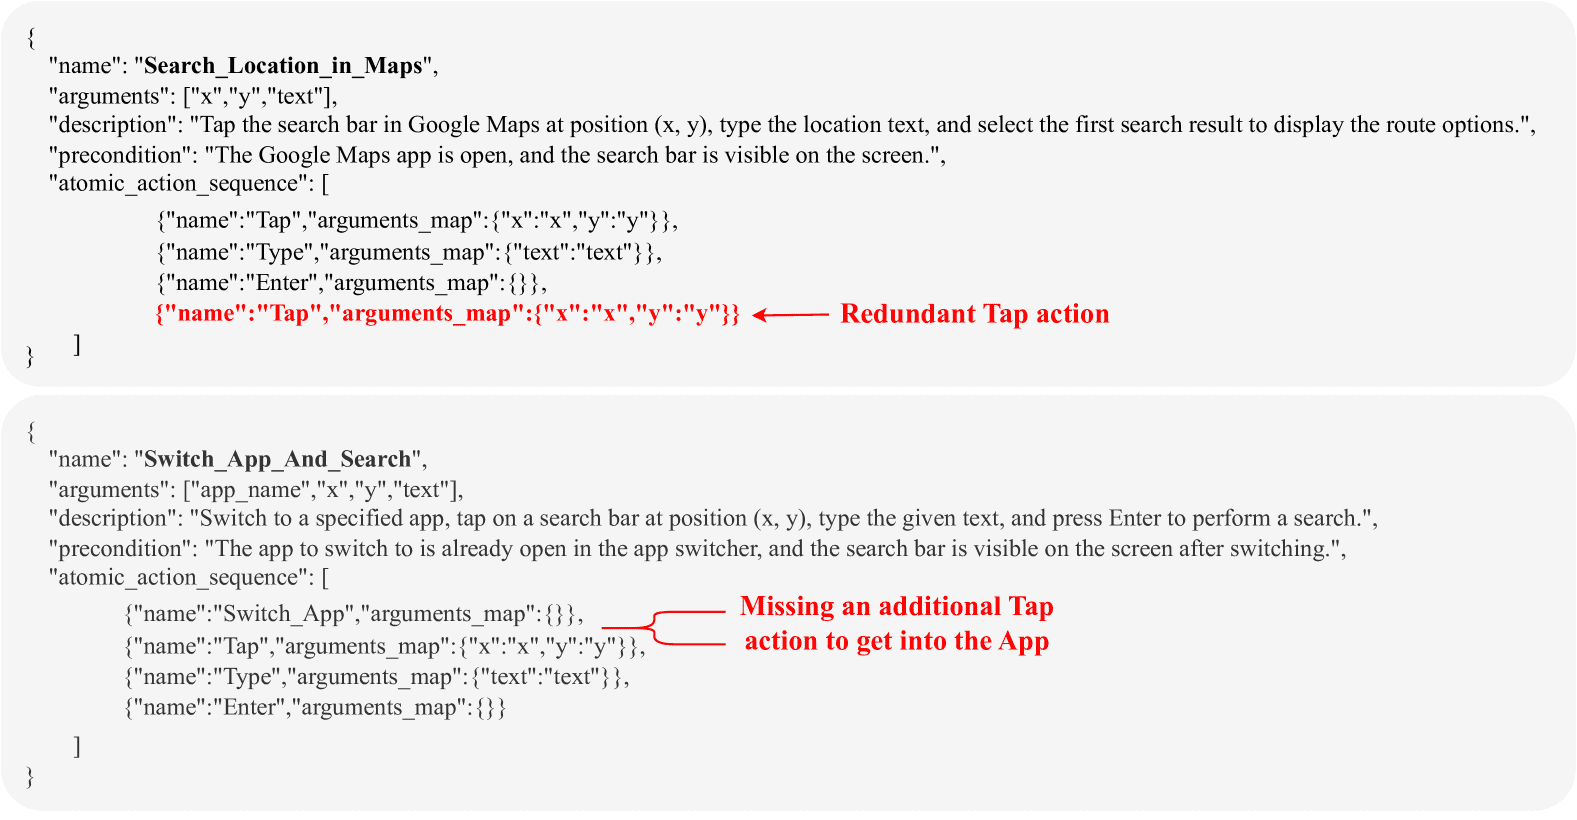 {
"name": "Search_Location_in_Maps",
"arguments": ["x","y","text"],
"description": "Tap the search bar in Google Maps at position (x, y), type the location text, and select the first search result to display the route options.",
"precondition": "The Google Maps app is open, and the search bar is visible on the screen.",
"atomic_action_sequence": [
{"name":"Tap","arguments_map":{"x":"x","y":"y"}},
{"name":"Type","arguments_map":{"text":"text"}},
{"name":"Enter","arguments_map":{}},
{"name":"Tap","arguments_map":{"x":"x","y":"y"}} Redundant Tap action
]
}
{
"name": "Switch_App_And_Search",
"arguments": ["app_name","x","y","text"],
"description": "Switch to a specified app, tap on a search bar at position (x, y), type the given text, and press Enter to perform a search.",
"precondition": "The app to switch to is already open in the app switcher, and the search bar is visible on the screen after switching.",
"atomic_action_sequence": [
{"name":"Switch_App","arguments_map":{}},
{"name":"Tap","arguments_map":{"x":"x","y":"y"}},
{"name":"Type","arguments_map":{"text":"text"}},
{"name":"Enter","arguments_map":{}}
Missing an additional Tap
action to get into the App
]
}